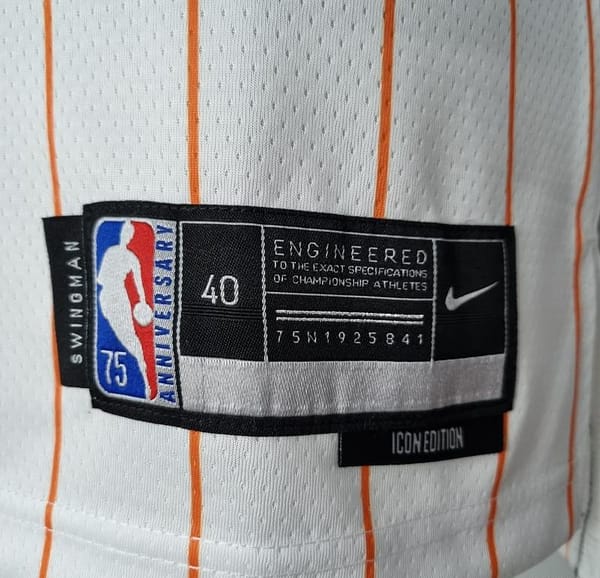 SWINGMAN
75
ANNIVERSARY
40
ENGINEERED
TO THE EXACT SPECIFICATIONS
OF CHAMPIONSHIP ATHLETES
75N1925841
ICON EDITION